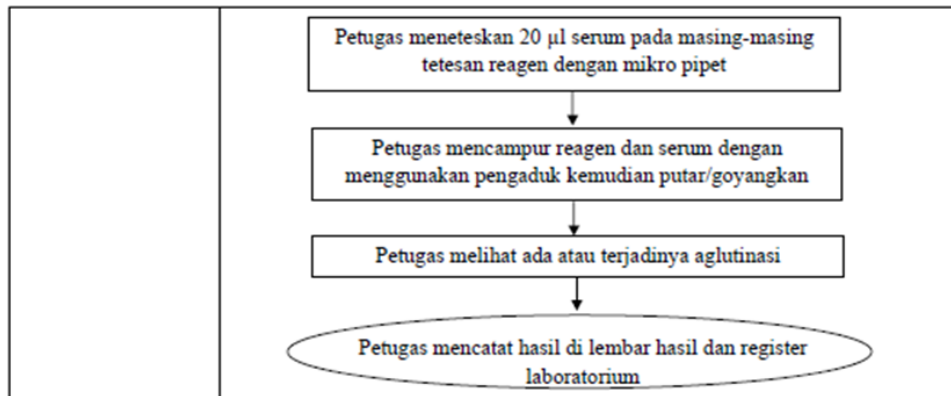 Petugas meneteskan 20 µl serum pada masing-masing
tetesan reagen dengan mikro pipet
Petugas mencampur reagen dan serum dengan
menggunakan pengaduk kemudian putar/goyangkan
Petugas melihat ada atau terjadinya aglutinasi
Petugas mencatat hasil di lembar hasil dan register
laboratorium